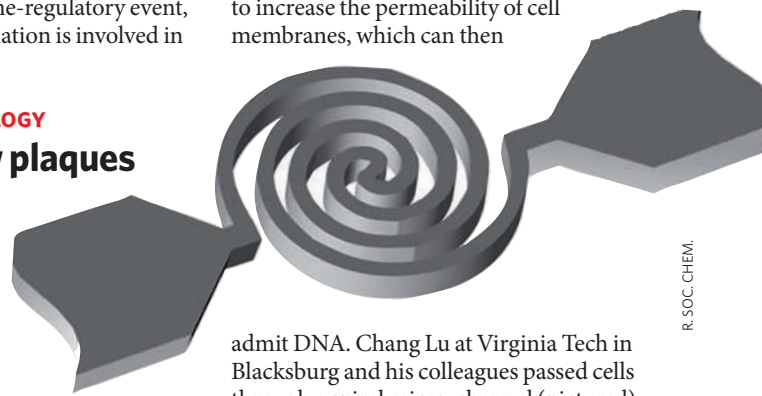 ne-regulatory event,
ation is involved in
OGY
plaques
to increase the permeability of cell
membranes, which can then
R. SOC. CHEM.
admit DNA. Chang Lu at Virginia Tech in
Blacksburg and his colleagues passed cells